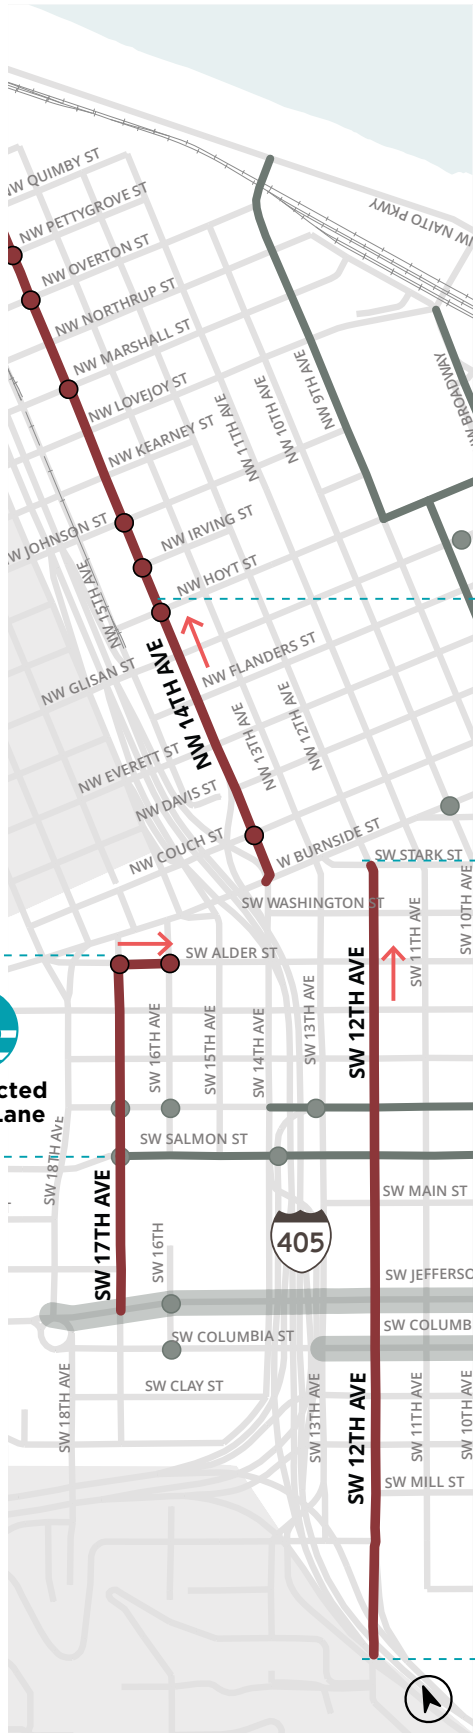 NW QUIMBY ST
NW PETTYGROVE ST
NW NAITO PKWY
NW OVERTON ST
NW NORTHRUP ST
NW MARSHALL ST
NW 9TH AVE
NW LOVEJOY ST
NW 10TH AVE
NW 11TH AVE
BROADWAY
NW KEARNEY ST
NW IRVING ST
JOHNSON ST
NW 15TH AVE
NW HOYT ST
NW FLANDERS ST
NW GLISAN ST
NW 14TH AVE
NW 12TH AVE
NW 13TH AVE
NW EVERETT ST
NW DAVIS ST
NW COUCH ST
W BURNSIDE ST
SW STARK ST
SW WASHINGTON ST
SW 10TH AVE
SW 11TH AVE
SW ALDER ST
SW 12TH AVE
SW 16TH AVE
SW 15TH AVE
SW 14TH AVE
SW 13TH AVE
cted
ane
SW 18TH AVE
SW SALMON ST
SW 17TH AVE
SW MAIN ST
SW 16TH
405
SW JEFFERSO
SW COLUMBIA ST
SW COLUMB
SW CLAY ST
SW 18TH AVE
SW 13TH AVE
SW 12TH AVE
SW 11TH AVE
SW 10TH AVE
SW MILL ST